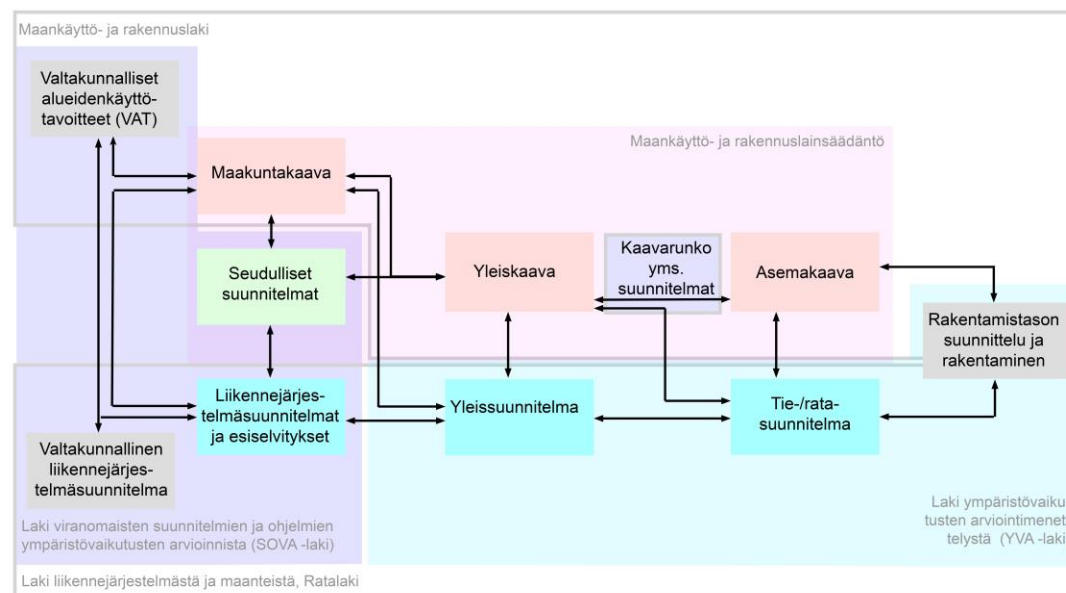 Maankäyttö- ja rakennuslaki
Valtakunnalliset
alueidenkäyttö-
tavoitteet (VAT)
Maankäyttö- ja rakennuslainsäädäntö
Maakuntakaava
Seudulliset
suunnitelmat
Yleiskaava
Kaavarunko
yms.
suunnitelmat
Asemakaava
Rakentamistason
suunnittelu ja
rakentaminen
Liikennejärjes-
telmäsuunnitelmat
ja esiselvitykset
Yleissuunnitelma
Tie-/rata-
suunnitelma
Valtakunnallinen
liikennejärjes-
telmäsuunnitelma
Laki viranomaisten suunnitelmien ja ohjelmien
ympäristövaikutusten arvioinnista (SOVA -laki)
Laki ympäristövaiku
tusten arviointimenet
telystä (YVA -laki
Laki liikennejärjestelmästä ja maanteistä, Ratalaki